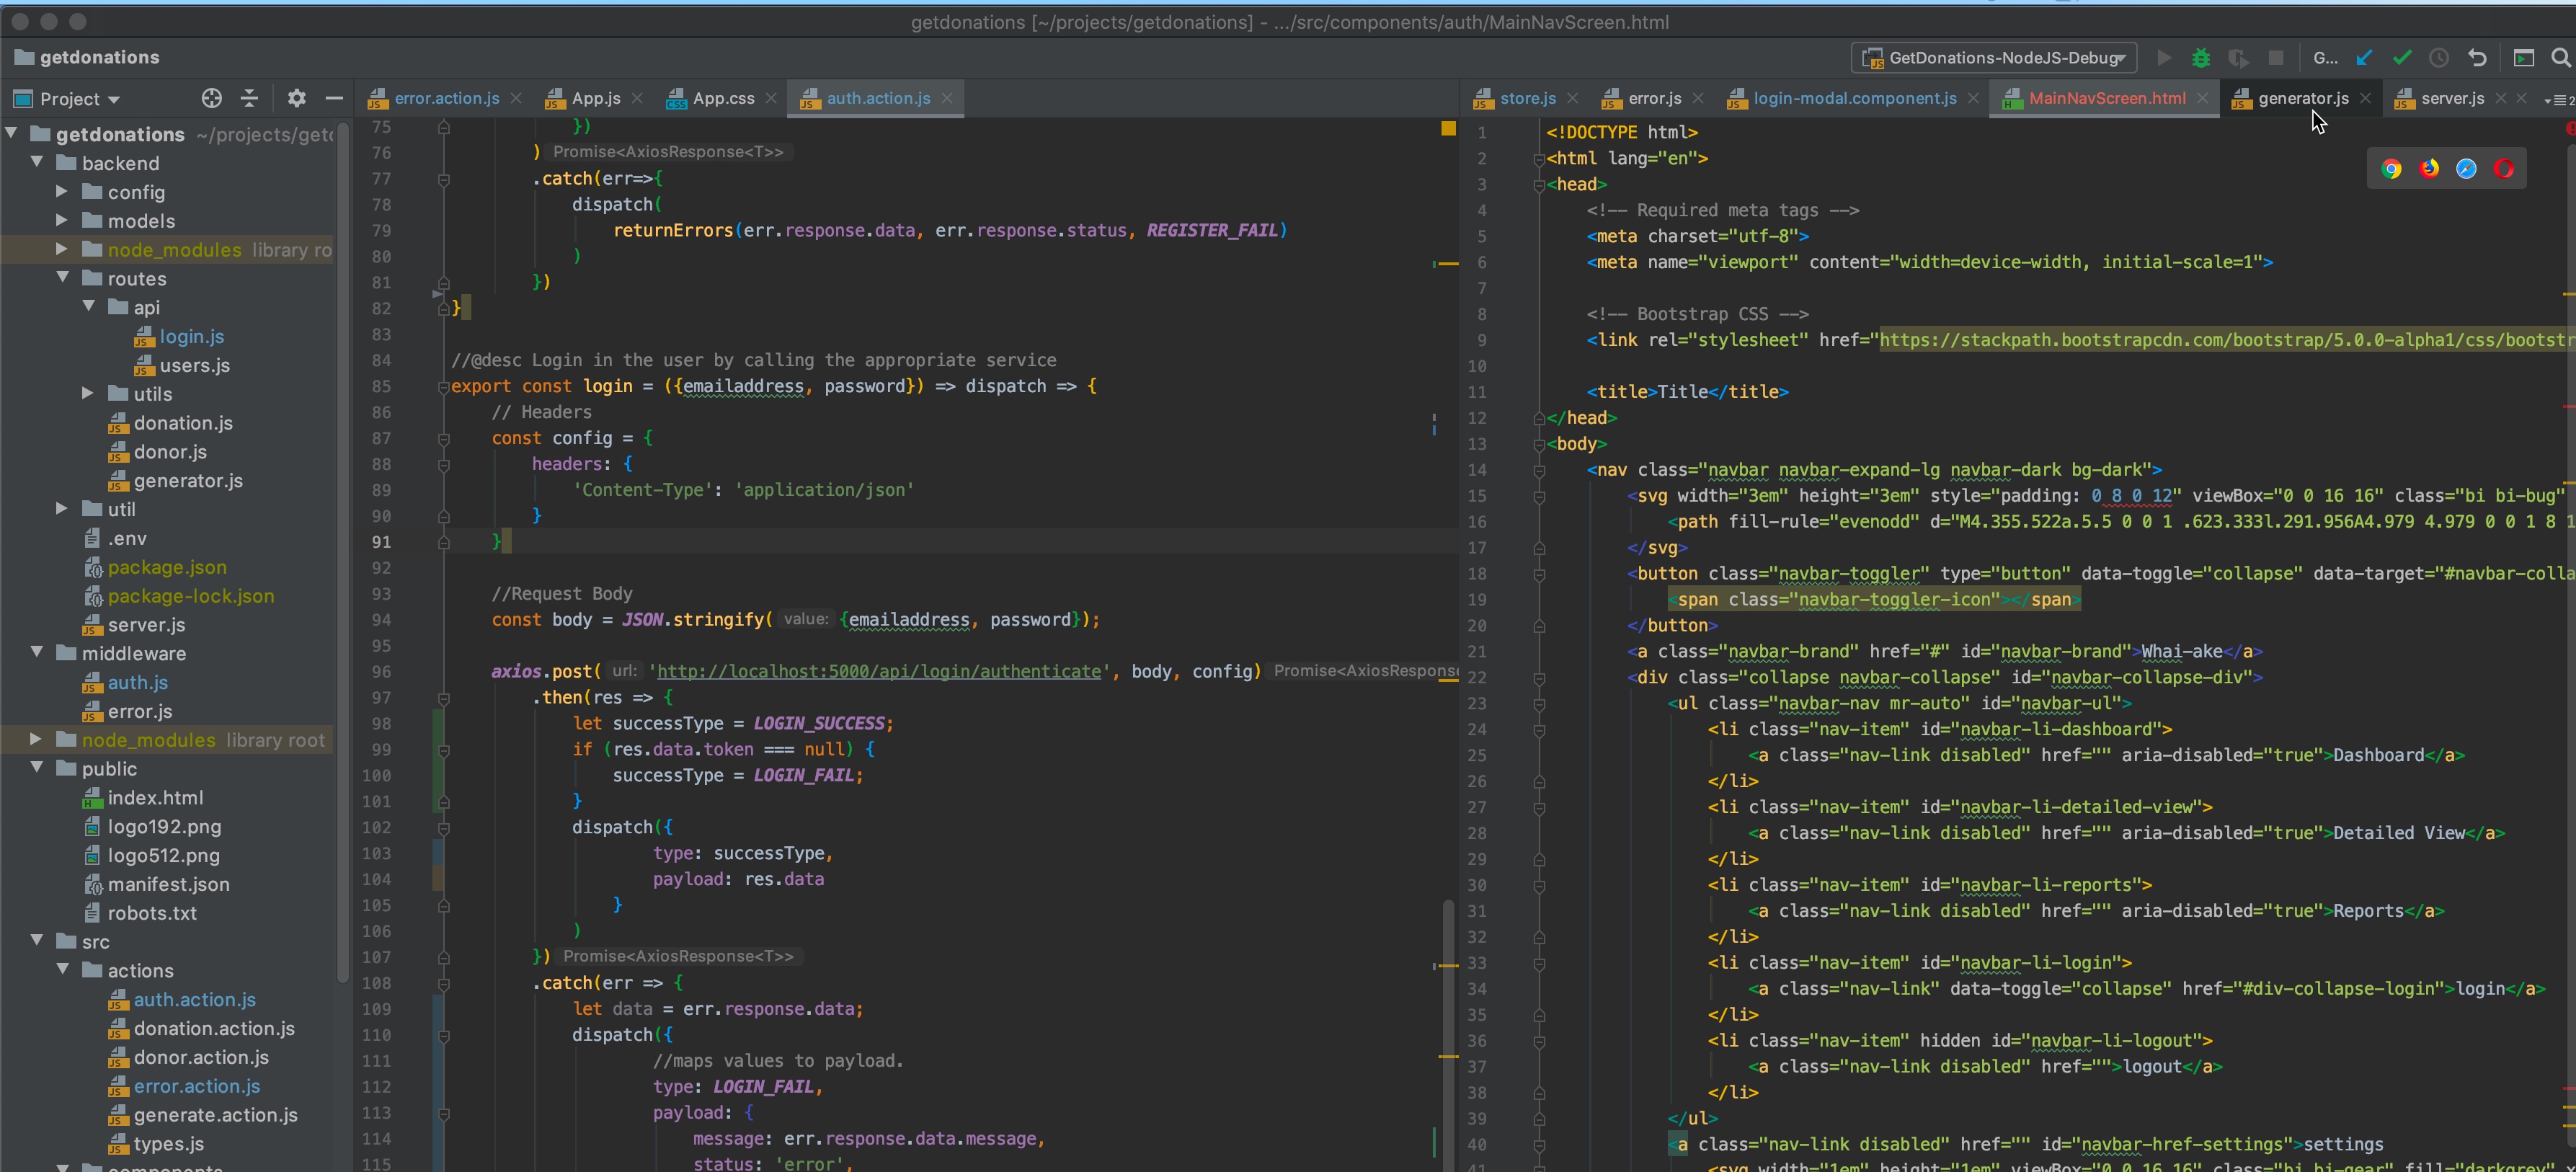 getdonations [~/projects/getdonations] - .../src/components/auth/MainNavScreen.html
getdonations
GetDonations-NodeJS-Debug
G...
Project
error.action.js
App.js
App.css
auth.action.js
store.js
error.js
login-modal.component.js
MainNavScreen.html
generator.js
server.js
getdonations ~/projects/getd
backend
config
models
node_modules library ro
routes
api
login.js
users.js
utils
donation.js
donor.js
generator.js
util
.env
package.json
package-lock.json
server.js
middleware
auth.js
error.js
node_modules library root
public
index.html
logo192.png
logo512.png
manifest.json
robots.txt
src
actions
auth.action.js
donation.action.js
donor.action.js
error.action.js
generate.action.js
types.js
components
75 })
76 ) Promise<AxiosResponse<T>>
77 .catch(err=>{
78 dispatch(
79 returnErrors(err.response.data, err.response.status, REGISTER_FAIL)
80 )
81 })
82 }
83
84 //@desc Login in the user by calling the appropriate service
85 export const login = ({emailaddress, password}) => dispatch => {
86 // Headers
87 const config = {
88 headers: {
89 'Content-Type': 'application/json'
90 }
91 }
92
93 //Request Body
94 const body = JSON.stringify( value: {emailaddress, password});
95
96 axios.post( url: 'http://localhost:5000/api/login/authenticate', body, config) Promise<AxiosRespons
97 .then(res => {
98 let successType = LOGIN_SUCCESS;
99 if (res.data.token === null) {
100 successType = LOGIN_FAIL;
101 }
102 dispatch({
103 type: successType,
104 payload: res.data
105 }
106 )
107 }) Promise<AxiosResponse<T>>
108 .catch(err => {
109 let data = err.response.data;
110 dispatch({
111 //maps values to payload.
112 type: LOGIN_FAIL,
113 payload: {
114 message: err.response.data.message,
115 status: 'error',
1 <!DOCTYPE html>
2 <html lang="en">
3 <head>
4 <!-- Required meta tags -->
5 <meta charset="utf-8">
6 <meta name="viewport" content="width=device-width, initial-scale=1">
7
8 <!-- Bootstrap CSS -->
9 <link rel="stylesheet" href="https://stackpath.bootstrapcdn.com/bootstrap/5.0.0-alpha1/css/bootstr
10
11 <title>Title</title>
12 </head>
13 <body>
14 <nav class="navbar navbar-expand-lg navbar-dark bg-dark">
15 <svg width="3em" height="3em" style="padding: 0 8 0 12" viewBox="0 0 16 16" class="bi bi-bug"
16 <path fill-rule="evenodd" d="M4.355.522a.5.5 0 0 1 .623.333l.291.956A4.979 4.979 0 0 1 8 1
17 </svg>
18 <button class="navbar-toggler" type="button" data-toggle="collapse" data-target="#navbar-colla
19 <span class="navbar-toggler-icon"></span>
20 </button>
21 <a class="navbar-brand" href="#" id="navbar-brand">Whai-ake</a>
22 <div class="collapse navbar-collapse" id="navbar-collapse-div">
23 <ul class="navbar-nav mr-auto" id="navbar-ul">
24 <li class="nav-item" id="navbar-li-dashboard">
25 <a class="nav-link disabled" href="" aria-disabled="true">Dashboard</a>
26 </li>
27 <li class="nav-item" id="navbar-li-detailed-view">
28 <a class="nav-link disabled" href="" aria-disabled="true">Detailed View</a>
29 </li>
30 <li class="nav-item" id="navbar-li-reports">
31 <a class="nav-link disabled" href="" aria-disabled="true">Reports</a>
32 </li>
33 <li class="nav-item" id="navbar-li-login">
34 <a class="nav-link" data-toggle="collapse" href="#div-collapse-login">login</a>
35 </li>
36 <li class="nav-item" hidden id="navbar-li-logout">
37 <a class="nav-link disabled" href="">logout</a>
38 </li>
39 </ul>
40 <a class="nav-link disabled" href="" id="navbar-href-settings">settings
41 <svg width="1em" height="1em" viewBox="0 0 16 16" class="bi bi-gear" fill="darkgrey"